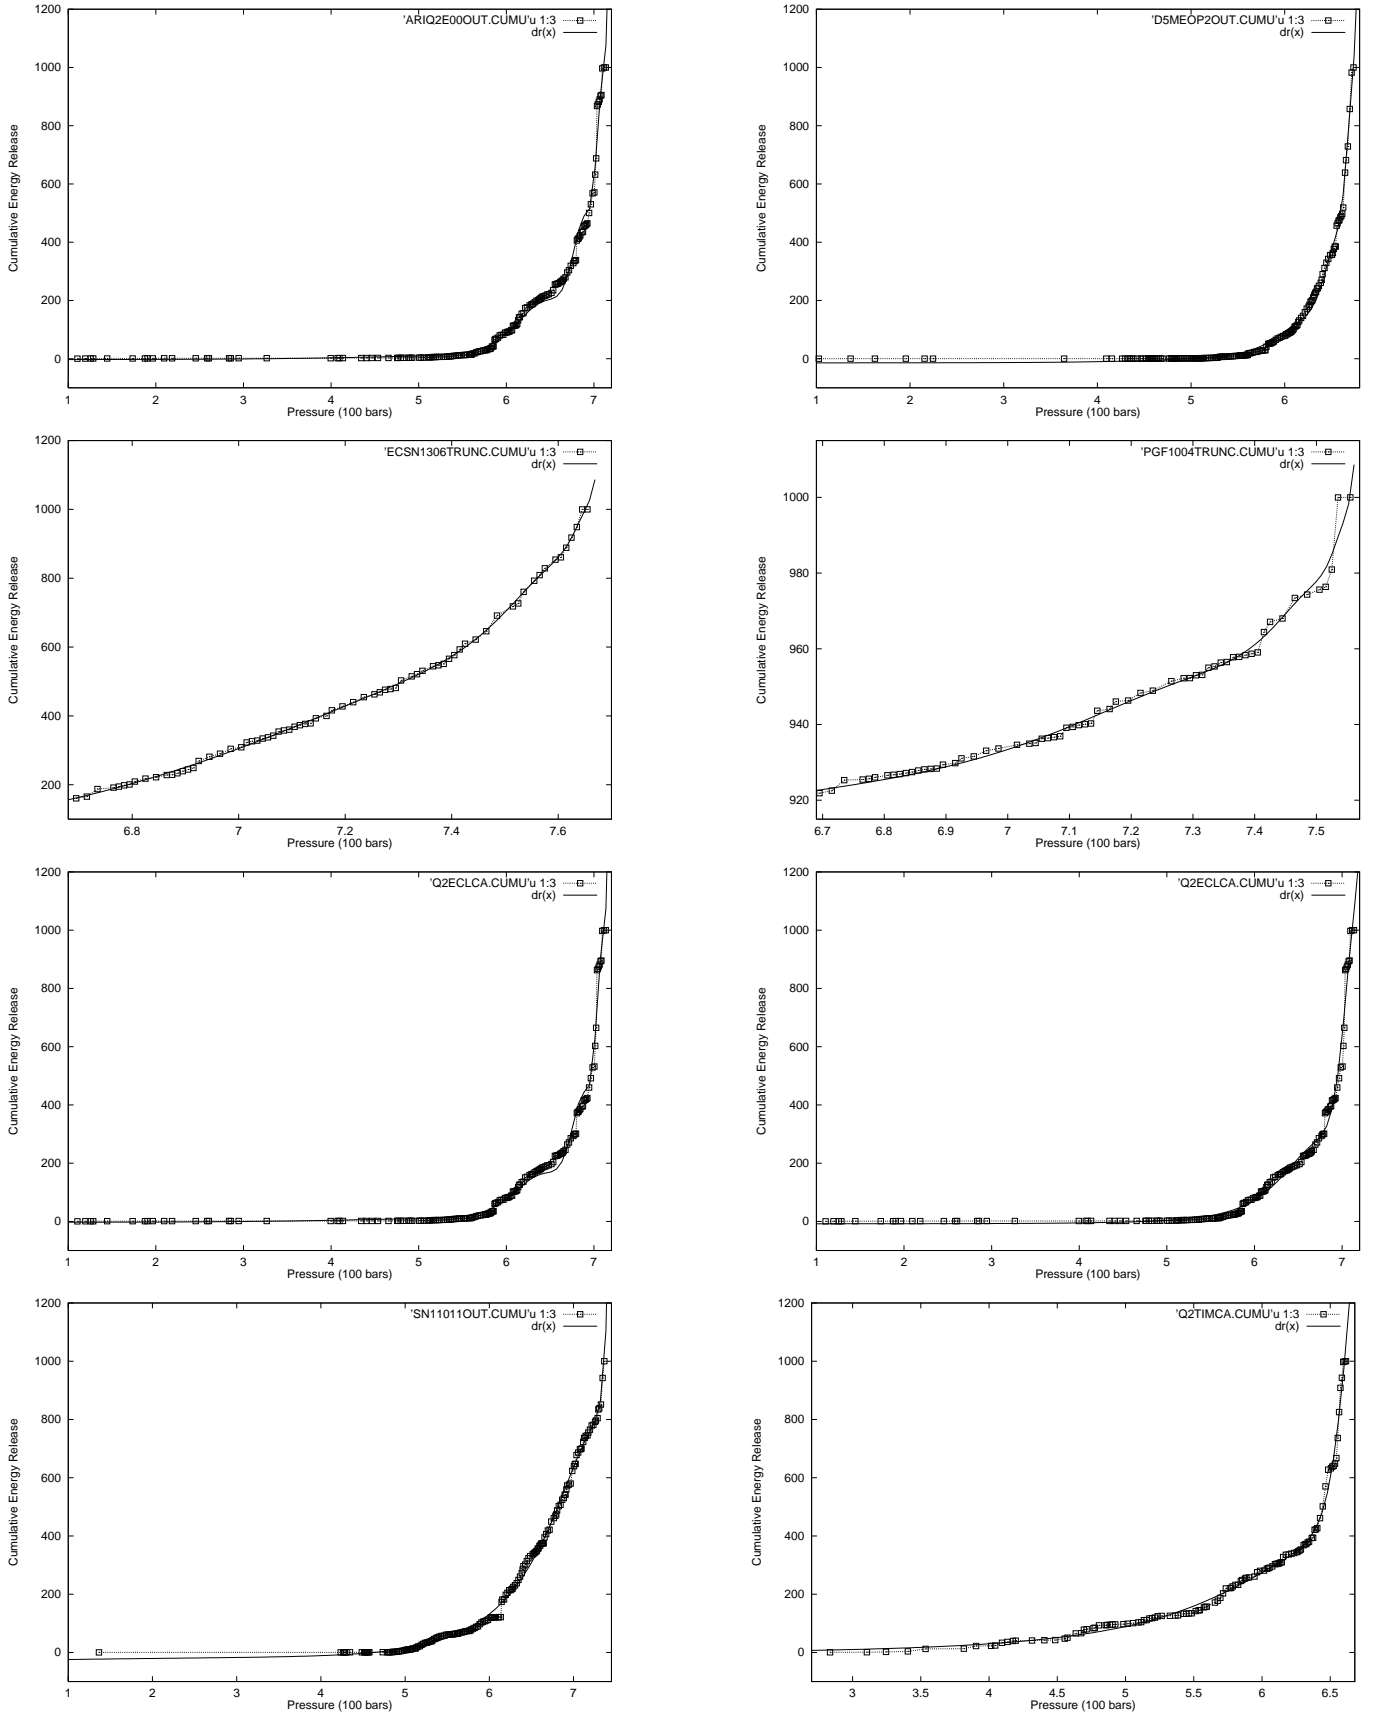 1200
1000
800
600
400
200
0
Cumulative Energy Release
'ARIQ2E00OUT.CUMU'u 1:3
dr(x)
1 2 3 4 5 6 7
Pressure (100 bars)
1200
1000
800
600
400
200
0
Cumulative Energy Release
'D5MEOP2OUT.CUMU'u 1:3
dr(x)
1 2 3 4 5 6
Pressure (100 bars)
1200
1000
800
600
400
200
Cumulative Energy Release
'ECSN1306TRUNC.CUMU'u 1:3
dr(x)
6.8 7 7.2 7.4 7.6
Pressure (100 bars)
1000
980
960
940
920
Cumulative Energy Release
'PGF1004TRUNC.CUMU'u 1:3
dr(x)
6.7 6.8 6.9 7 7.1 7.2 7.3 7.4 7.5
Pressure (100 bars)
1200
1000
800
600
400
200
0
Cumulative Energy Release
'Q2ECLCA.CUMU'u 1:3
dr(x)
1 2 3 4 5 6 7
Pressure (100 bars)
1200
1000
800
600
400
200
0
Cumulative Energy Release
'Q2ECLCA.CUMU'u 1:3
dr(x)
1 2 3 4 5 6 7
Pressure (100 bars)
1200
1000
800
600
400
200
0
Cumulative Energy Release
'SN11011OUT.CUMU'u 1:3
dr(x)
1 2 3 4 5 6 7
Pressure (100 bars)
1200
1000
800
600
400
200
0
Cumulative Energy Release
'Q2TIMCA.CUMU'u 1:3
dr(x)
3 3.5 4 4.5 5 5.5 6 6.5
Pressure (100 bars)